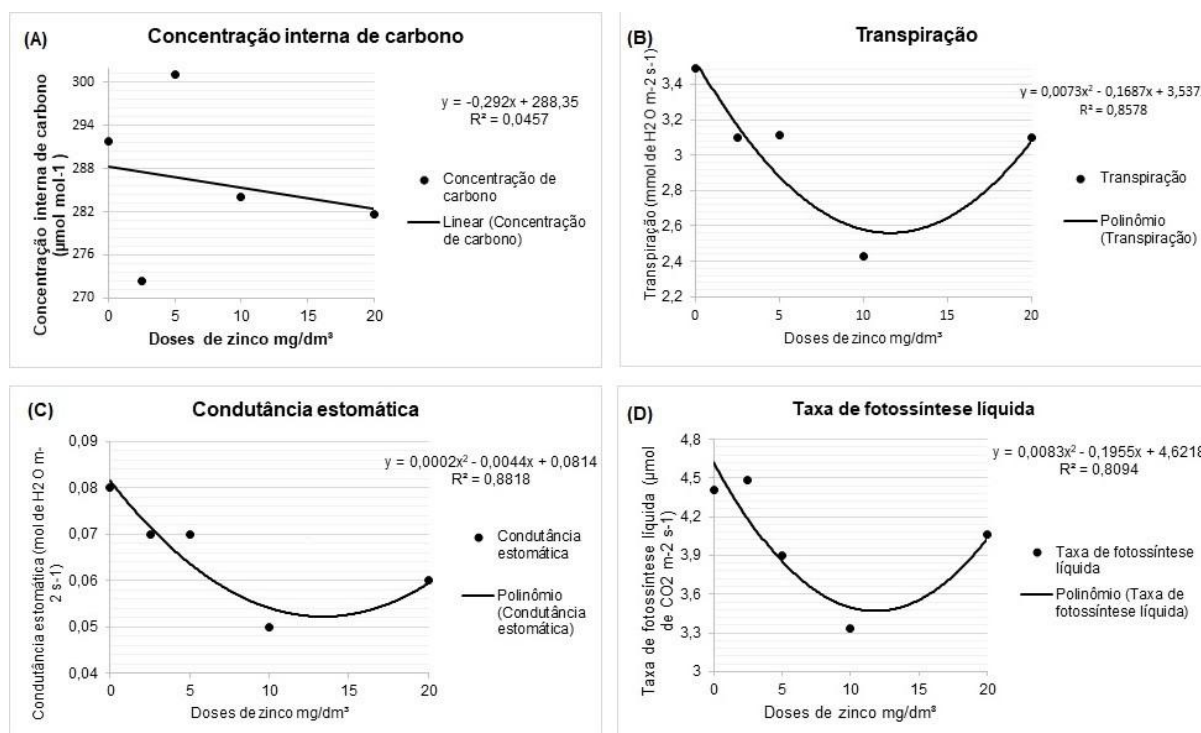 (A)
Concentração interna de carbono
Concentração interna de carbono
(µmol mol-1 )
300
294
288
282
276
270
0
5
10
15
20
Doses de zinco mg/dm³
y = -0,292x + 288,35
R² = 0,0457
Concentração de
carbono
Linear (Concentração
de carbono)
(B)
Transpiração
Transpiração (mmol de H2 O m-2 s-1)
3,4
3,1
2,8
2,6
2,4
2,2
0
5
10
15
20
Doses de zinco mg/dm³
y = 0,0073x² - 0,1687x + 3,537
R² = 0,8578
Transpiração
Polinômio
(Transpiração)
(C)
Condutância estomática
Condutância estomática (mol de H2 O m-
2 s-1)
0,09
0,08
0,07
0,06
0,05
0,04
0
5
10
15
20
Doses de zinco mg/dm³
y = 0,0002x² - 0,0044x + 0,0814
R² = 0,8818
Condutância
estomática
Polinômio
(Condutância
estomática)
(D)
Taxa de fotossíntese líquida
Taxa de fotossíntese líquida (µmol
de CO2 m-2 s-1)
4,8
4,5
4,2
3,9
3,6
3,3
3
0
5
10
15
20
Doses de zinco mg/dm³
y = 0,0083x² - 0,1955x + 4,6218
R² = 0,8094
Taxa de fotossíntese
líquida
Polinômio (Taxa de
fotossíntese líquida)